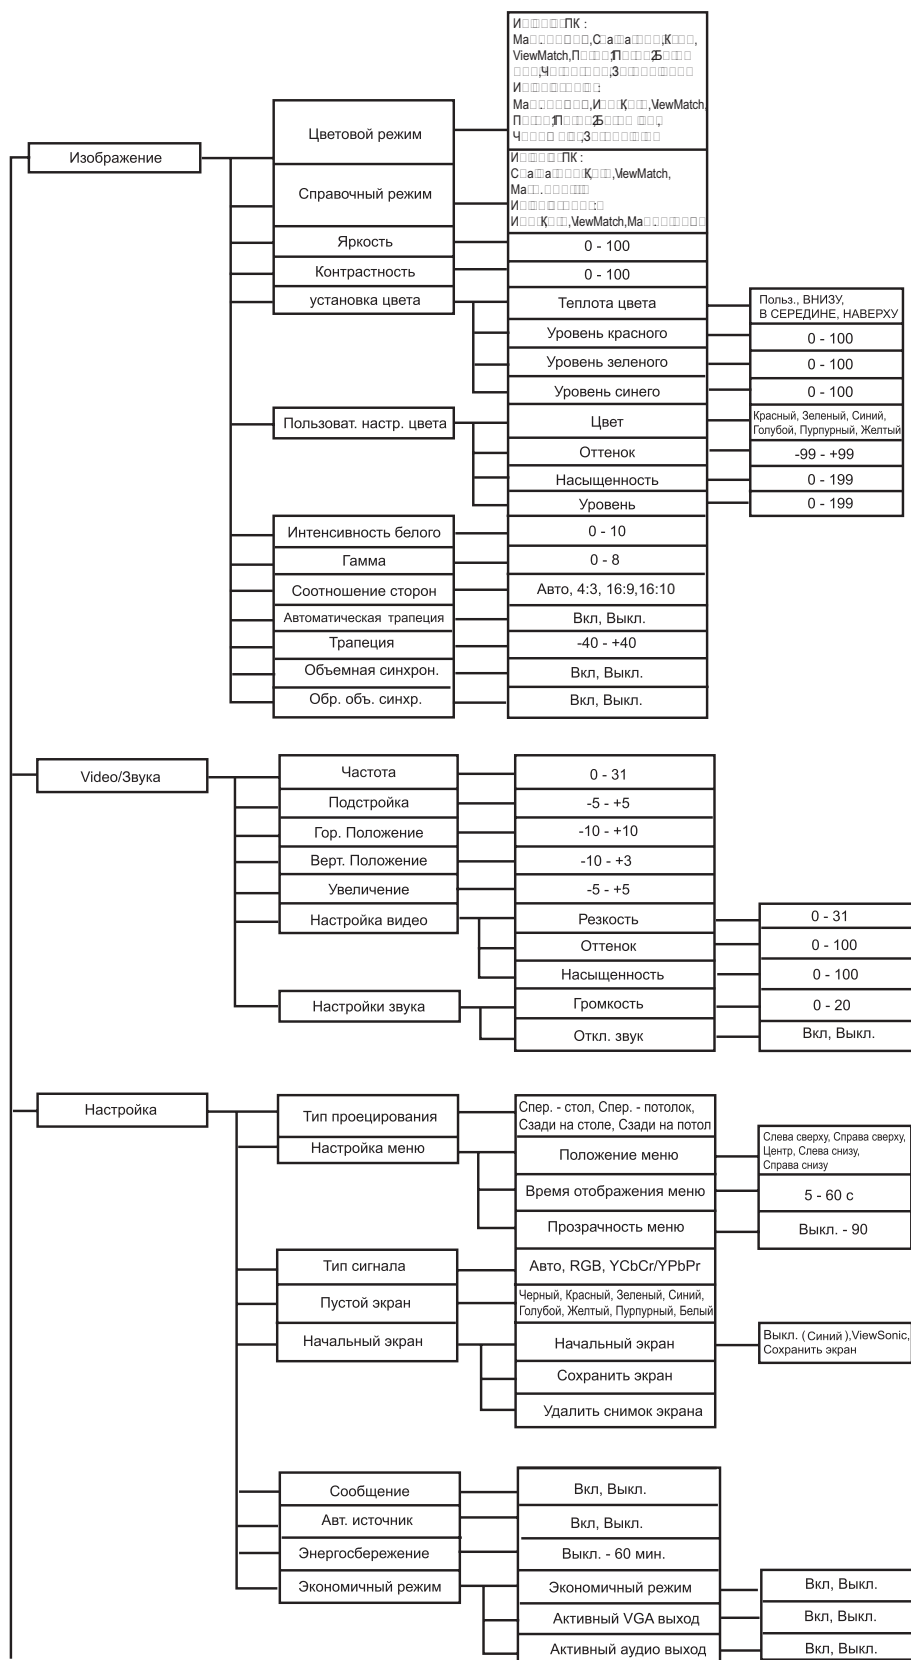 ViewMatch
ViewMatch
ViewMatch
ViewMatch
Изображение
Цветовой режим
Справочный режим
Яркость
0 - 100
Контрастность
0 - 100
установка цвета
Теплота цвета
Польз., ВНИЗУ,
В СЕРЕДИНЕ, НАВЕРХУ
Уровень красного
0 - 100
Уровень зеленого
0 - 100
Уровень синего
0 - 100
Пользоват. настр. цвета
Цвет
Красный, Зеленый, Синий,
Голубой, Пурпурный, Желтый
Оттенок
-99 - +99
Насыщенность
0 - 199
Уровень
0 - 199
Интенсивность белого
0 - 10
Гамма
0 - 8
Соотношение сторон
Авто, 4:3, 16:9,16:10
Автоматическая трапеция
Вкл, Выкл.
Трапеция
-40 - +40
Объемная синхрон.
Вкл, Выкл.
Обр. объ. синхр.
Вкл, Выкл.
Video/Звука
Частота
0 - 31
Подстройка
-5 - +5
Гор. Положение
-10 - +10
Верт. Положение
-10 - +3
Увеличение
-5 - +5
Настройка видео
Резкость
0 - 31
Оттенок
0 - 100
Насыщенность
0 - 100
Настройки звука
Громкость
0 - 20
Откл. звук
Вкл, Выкл.
Настройка
Тип проецирования
Спер. - стол, Спер. - потолок,
Сзади на столе, Сзади на потол
Настройка меню
Положение меню
Слева сверху, Справа сверху,
Центр, Слева снизу,
Справа снизу
Время отображения меню
5 - 60 с
Прозрачность меню
Выкл. - 90
Тип сигнала
Авто, RGB, YCbCr/YPbPr
Пустой экран
Черный, Красный, Зеленый, Синий,
Голубой, Желтый, Пурпурный, Белый
Начальный экран
Начальный экран
Выкл. (Синий),ViewSonic,
Сохранить экран
Сохранить экран
Удалить снимок экрана
Сообщение
Вкл, Выкл.
Авт. источник
Вкл, Выкл.
Энергосбережение
Выкл. - 60 мин.
Экономичный режим
Экономичный режим
Вкл, Выкл.
Активный VGA выход
Вкл, Выкл.
Активный аудио выход
Вкл, Выкл.